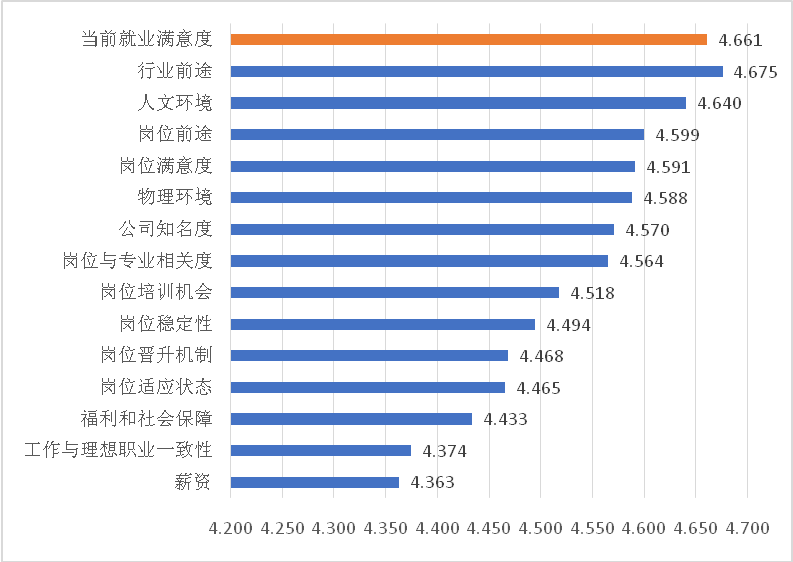 当前就业满意度 4.661
行业前途 4.675
人文环境 4.640
岗位前途 4.599
岗位满意度 4.591
物理环境 4.588
公司知名度 4.570
岗位与专业相关度 4.564
岗位培训机会 4.518
岗位稳定性 4.494
岗位晋升机制 4.468
岗位适应状态 4.465
福利和社会保障 4.433
工作与理想职业一致性 4.374
薪资 4.363
4.200 4.250 4.300 4.350 4.400 4.450 4.500 4.550 4.600 4.650 4.700